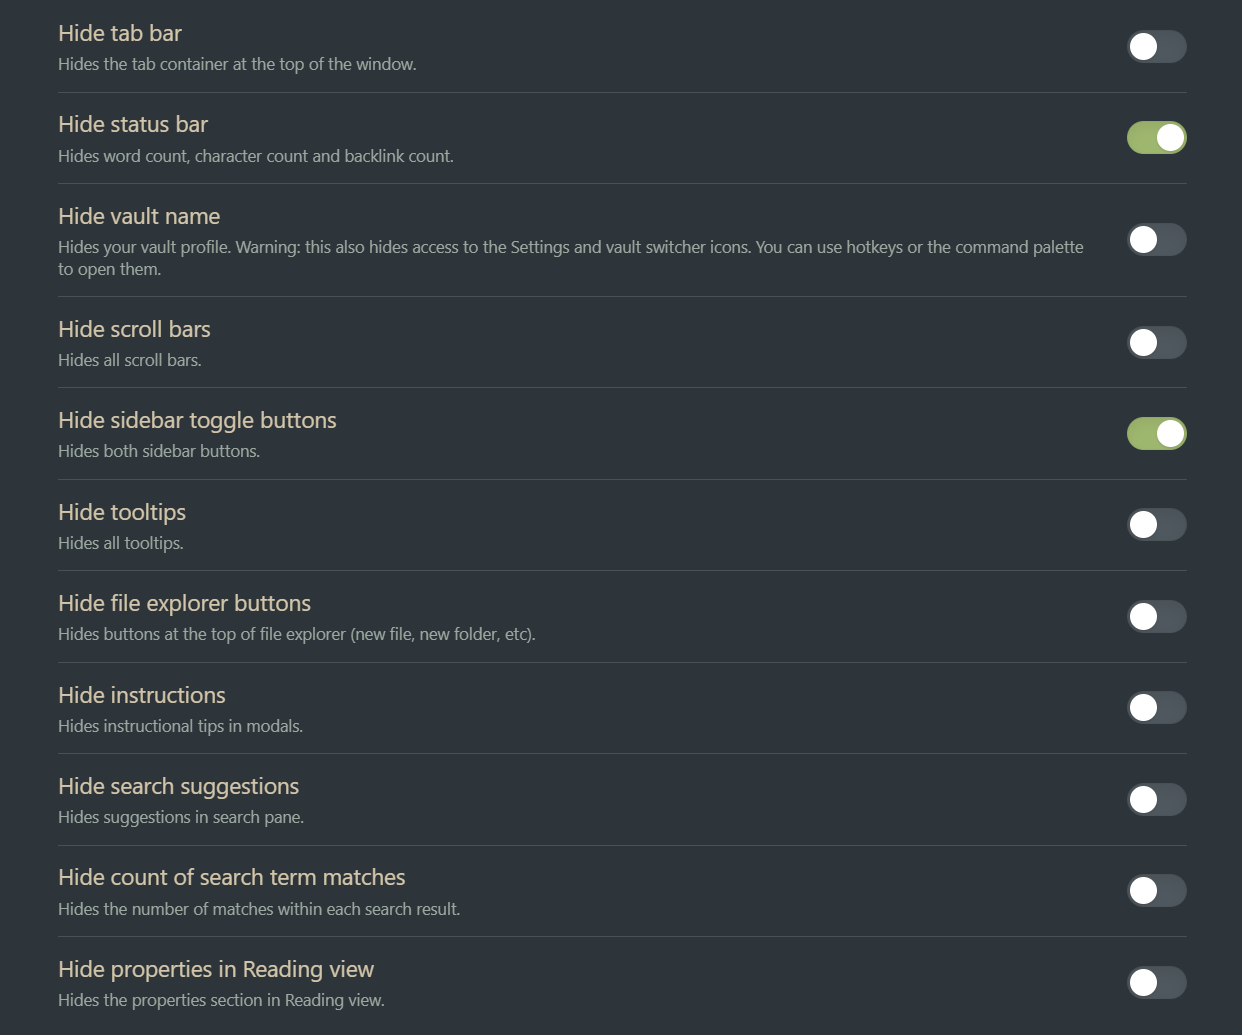 Hide tab bar
Hides the tab container at the top of the window.
Hide status bar
Hides word count, character count and backlink count.
Hide vault name
Hides your vault profile. Warning: this also hides access to the Settings and vault switcher icons. You can use hotkeys or the command palette
to open them.
Hide scroll bars
Hides all scroll bars.
Hide sidebar toggle buttons
Hides both sidebar buttons.
Hide tooltips
Hides all tooltips.
Hide file explorer buttons
Hides buttons at the top of file explorer (new file, new folder, etc).
Hide instructions
Hides instructional tips in modals.
Hide search suggestions
Hides suggestions in search pane.
Hide count of search term matches
Hides the number of matches within each search result.
Hide properties in Reading view
Hides the properties section in Reading view.